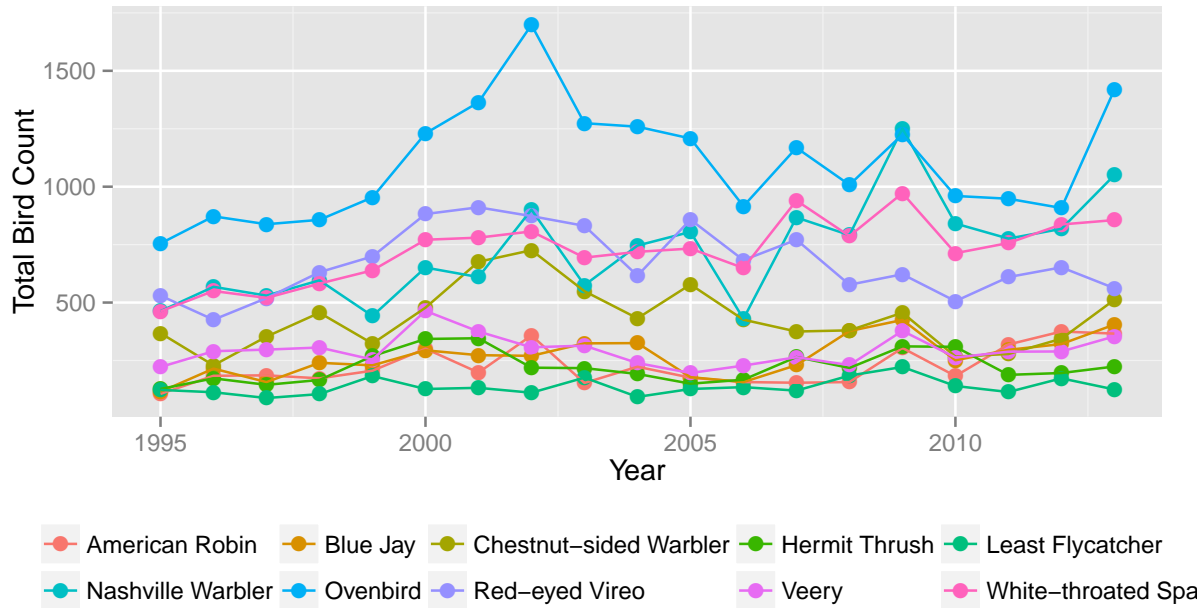 Total Bird Count
1500
1000
500
1995 2000 2005 2010
Year
American Robin Blue Jay Chestnut−sided Warbler Hermit Thrush Least Flycatcher
Nashville Warbler Ovenbird Red−eyed Vireo Veery White−throated Spa